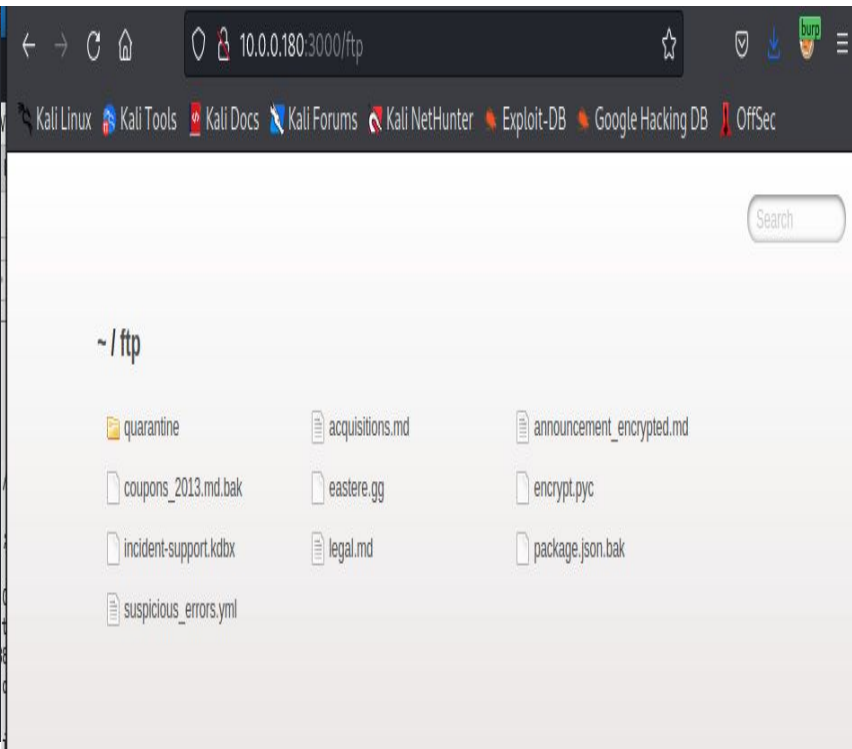 10.0.0.180:3000/ftp
burp
Kali Linux Kali Tools Kali Docs Kali Forums Kali NetHunter Exploit-DB Google Hacking DB OffSec
Search
~ / ftp
quarantine acquisitions.md announcement_encrypted.md
coupons_2013.md.bak eastere.gg encrypt.pyc
incident-support.kdbx legal.md package.json.bak
suspicious_errors.yml